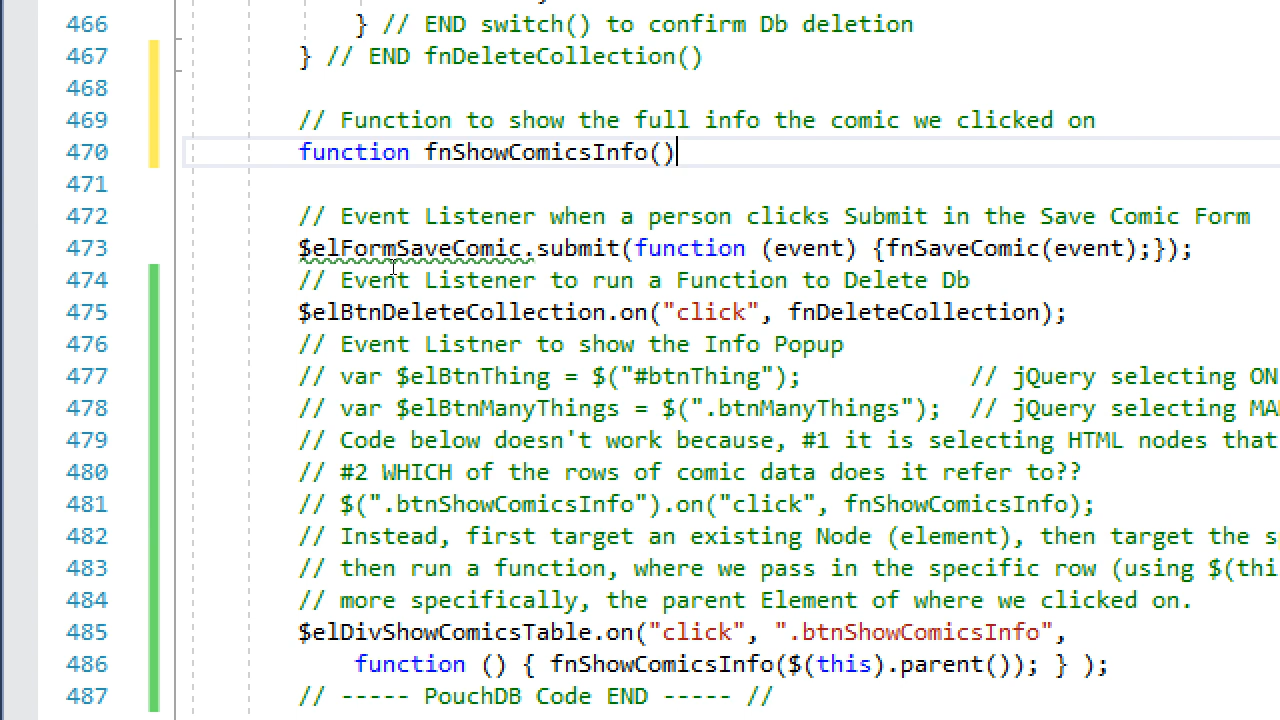 466 } // END switch() to confirm Db deletion
467 } // END fnDeleteCollection()
468
469 // Function to show the full info the comic we clicked on
470 function fnShowComicsInfo()
471
472 // Event Listener when a person clicks Submit in the Save Comic Form
473 $elFormSaveComic.submit(function (event) {fnSaveComic(event);});
474 // Event Listener to run a Function to Delete Db
475 $elBtnDeleteCollection.on("click", fnDeleteCollection);
476 // Event Listner to show the Info Popup
477 // var $elBtnThing = $("#btnThing"); // jQuery selecting ON
478 // var $elBtnManyThings = $(".btnManyThings"); // jQuery selecting MA
479 // Code below doesn't work because, #1 it is selecting HTML nodes that
480 // #2 WHICH of the rows of comic data does it refer to??
481 // $(".btnShowComicsInfo").on("click", fnShowComicsInfo);
482 // Instead, first target an existing Node (element), then target the s
483 // then run a function, where we pass in the specific row (using $(thi
484 // more specifically, the parent Element of where we clicked on.
485 $elDivShowComicsTable.on("click", ".btnShowComicsInfo",
486 function () { fnShowComicsInfo($(this).parent()); } );
487 // ----- PouchDB Code END ----- //